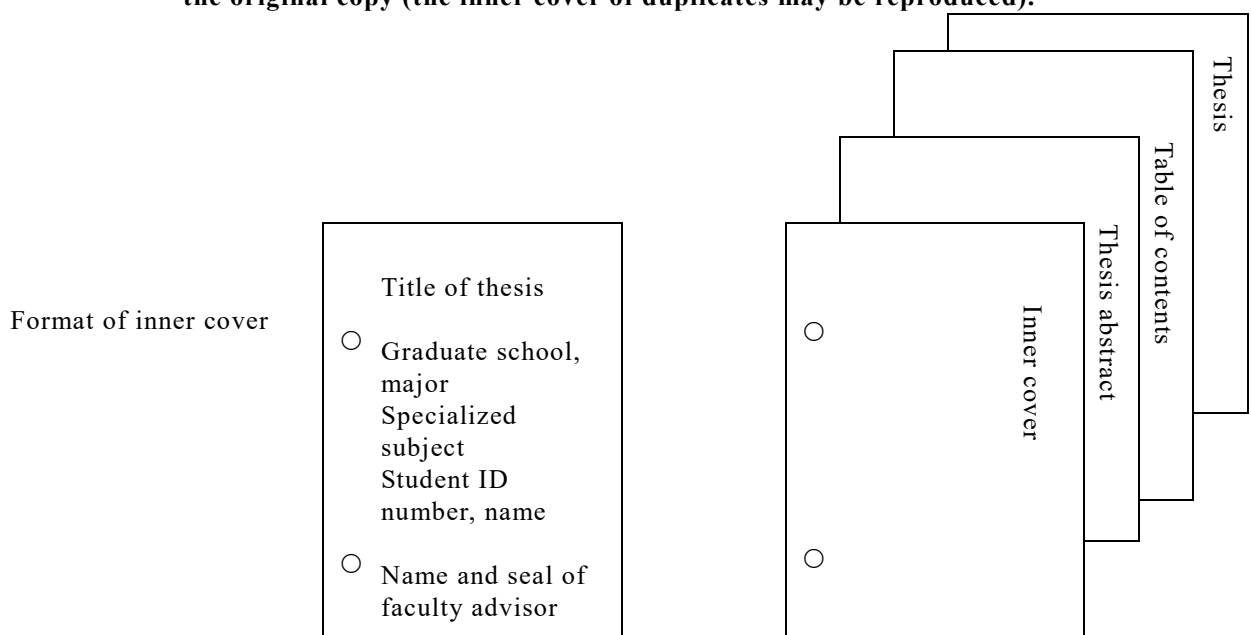 the original copy (the inner cover of duplicates may be reproduced).
Format of inner cover
Title of thesis
Graduate school,
major
Specialized
subject
Student ID
number, name
Name and seal of
faculty advisor
Inner cover
Thesis abstract
Table of contents
Thesis